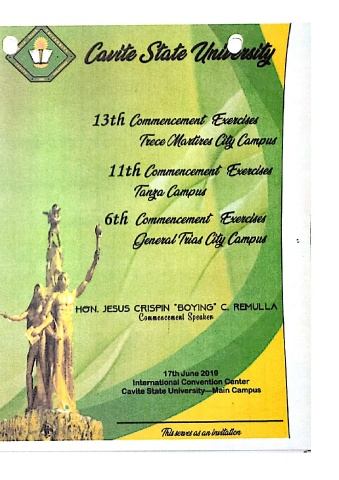 Cavite State University
13th Commencement Exercises
Trece Martires City Campus
11th Commencement Exercises
Tanza Campus
6th Commencement Exercises
General Trias City Campus
HON. JESUS CRISPIN "BOYING" C. REMULLA
Commencement Speaker
17th June 2019
International Convention Center
Cavite State University—Main Campus
This serves as an invitation